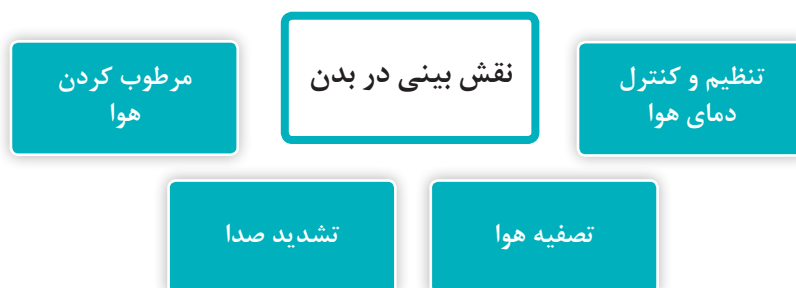 نقش بینی در بدن
تنظیم و کنترل
دمای هوا
مرطوب کردن
هوا
تصفیه هوا
تشدید صدا